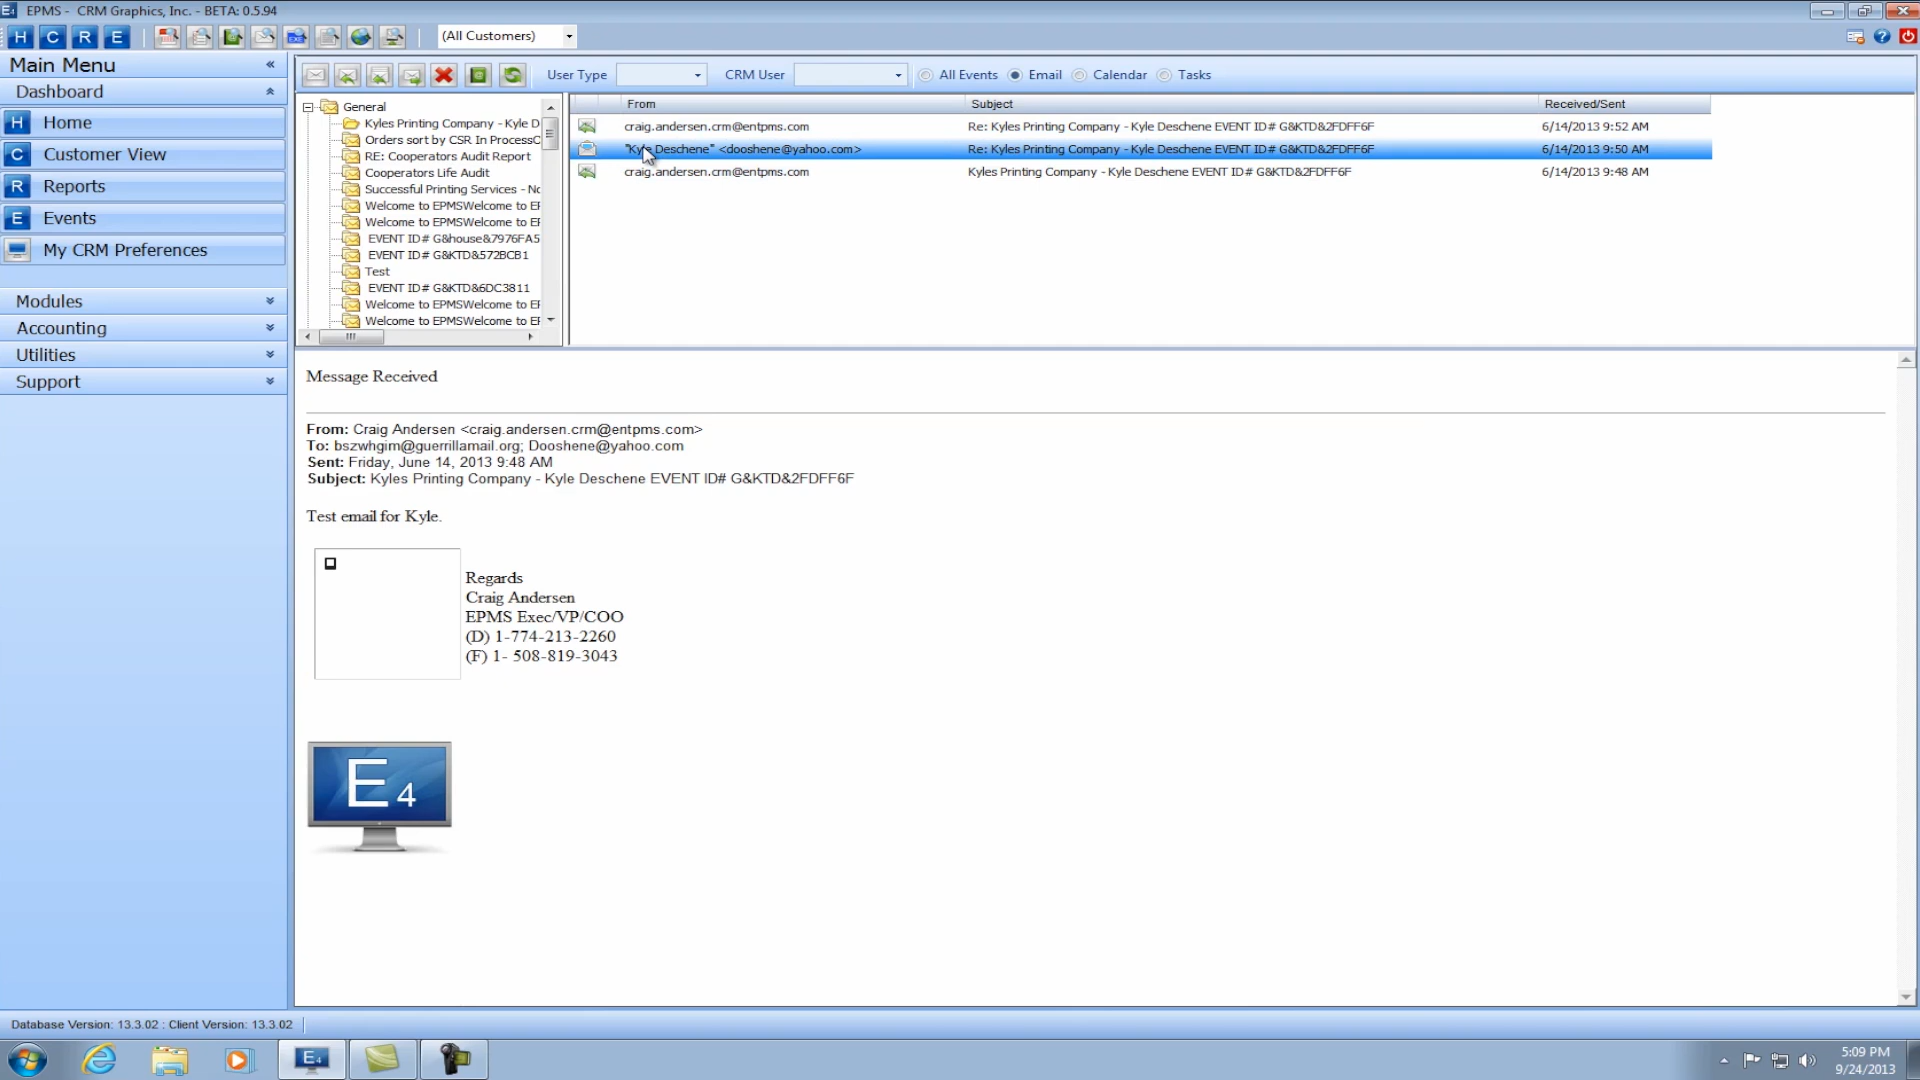 EPMS - CRM Graphics, Inc. - BETA: 0.5.94
H C R E (All Customers)
Main Menu
Dashboard
H Home
C Customer View
R Reports
E Events
My CRM Preferences
Modules
Accounting
Utilities
Support
User Type CRM User All Events Email Calendar Tasks
General
Kyles Printing Company - Kyle D
Orders sort by CSR In ProcessO
RE: Cooperators Audit Report
Cooperators Life Audit
Successful Printing Services - No
Welcome to EPMSWelcome to EP
Welcome to EPMSWelcome to EP
EVENT ID# G&house&7976FA5
EVENT ID# G&KTD&572BCB1
Test
EVENT ID# G&KTD&6DC3811
Welcome to EPMSWelcome to EP
Welcome to EPMSWelcome to EP
From Subject Received/Sent
craig.andersen.crm@entpms.com Re: Kyles Printing Company - Kyle Deschene EVENT ID# G&KTD&2FDFF6F 6/14/2013 9:52 AM
"Kyle Deschene" <dooshene@yahoo.com> Re: Kyles Printing Company - Kyle Deschene EVENT ID# G&KTD&2FDFF6F 6/14/2013 9:50 AM
craig.andersen.crm@entpms.com Kyles Printing Company - Kyle Deschene EVENT ID# G&KTD&2FDFF6F 6/14/2013 9:48 AM
Message Received
From: Craig Andersen <craig.andersen.crm@entpms.com>
To: bszwhgim@guerrillamail.org; Dooshene@yahoo.com
Sent: Friday, June 14, 2013 9:48 AM
Subject: Kyles Printing Company - Kyle Deschene EVENT ID# G&KTD&2FDFF6F
Test email for Kyle.
Regards
Craig Andersen
EPMS Exec/VP/COO
(D) 1-774-213-2260
(F) 1- 508-819-3043
E4
Database Version: 13.3.02 : Client Version: 13.3.02
E4
5:09 PM
9/24/2013